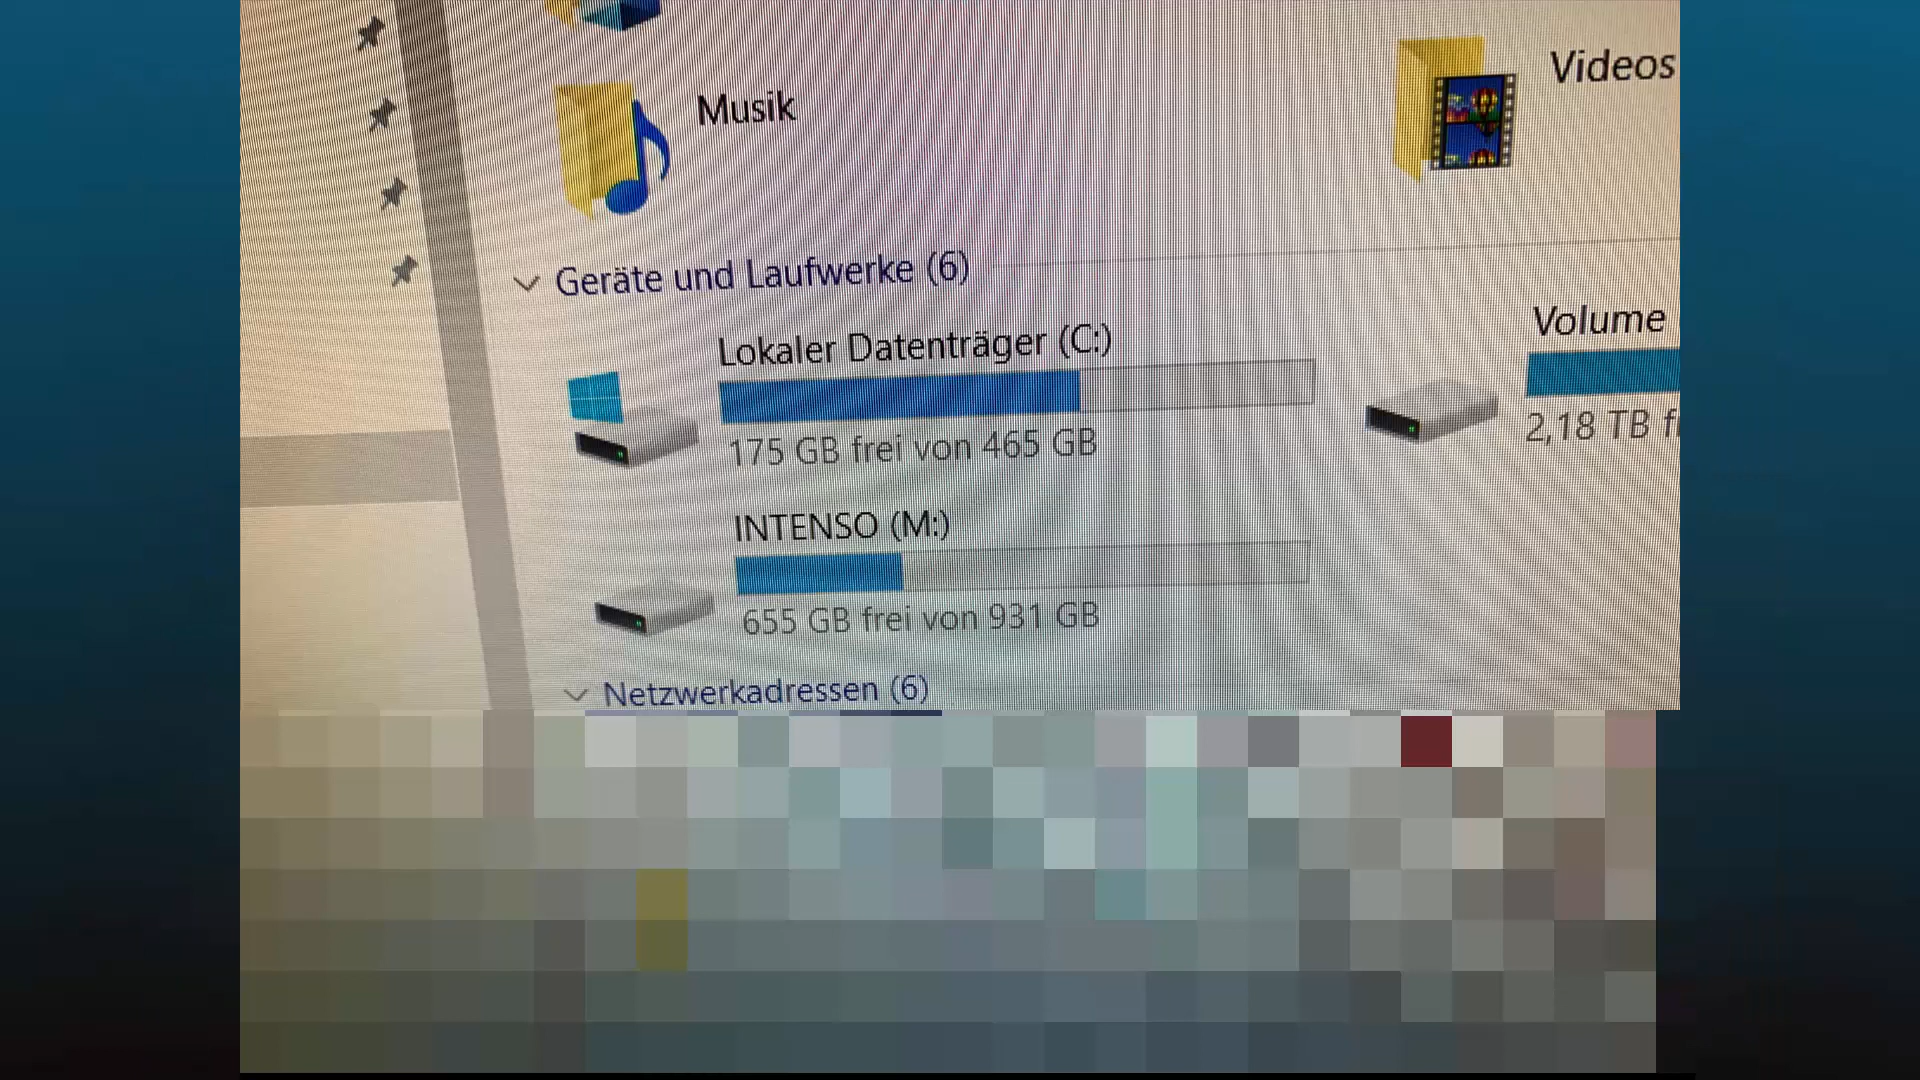 Musik
Videos
Geräte und Laufwerke (6)
Lokaler Datenträger (C:)
175 GB frei von 465 GB
Volume
2,18 TB
INTENSO (M:)
655 GB frei von 931 GB
Netzwerkadressen (6)